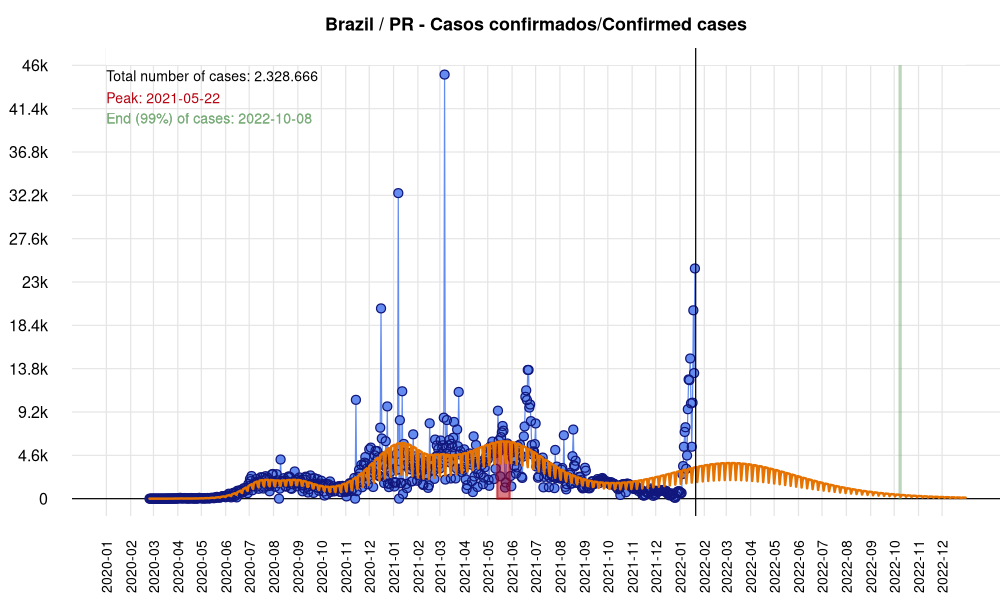 Brazil / PR - Casos confirmados/Confirmed cases
Total number of cases: 2.328.666
Peak: 2021-05-22
End (99%) of cases: 2022-10-08
46k
41.4k
36.8k
32.2k
27.6k
23k
18.4k
13.8k
9.2k
4.6k
0
2020-01
2020-02
2020-03
2020-04
2020-05
2020-06
2020-07
2020-08
2020-09
2020-10
2020-11
2020-12
2021-01
2021-02
2021-03
2021-04
2021-05
2021-06
2021-07
2021-08
2021-09
2021-10
2021-11
2021-12
2022-01
2022-02
2022-03
2022-04
2022-05
2022-06
2022-07
2022-08
2022-09
2022-10
2022-11
2022-12